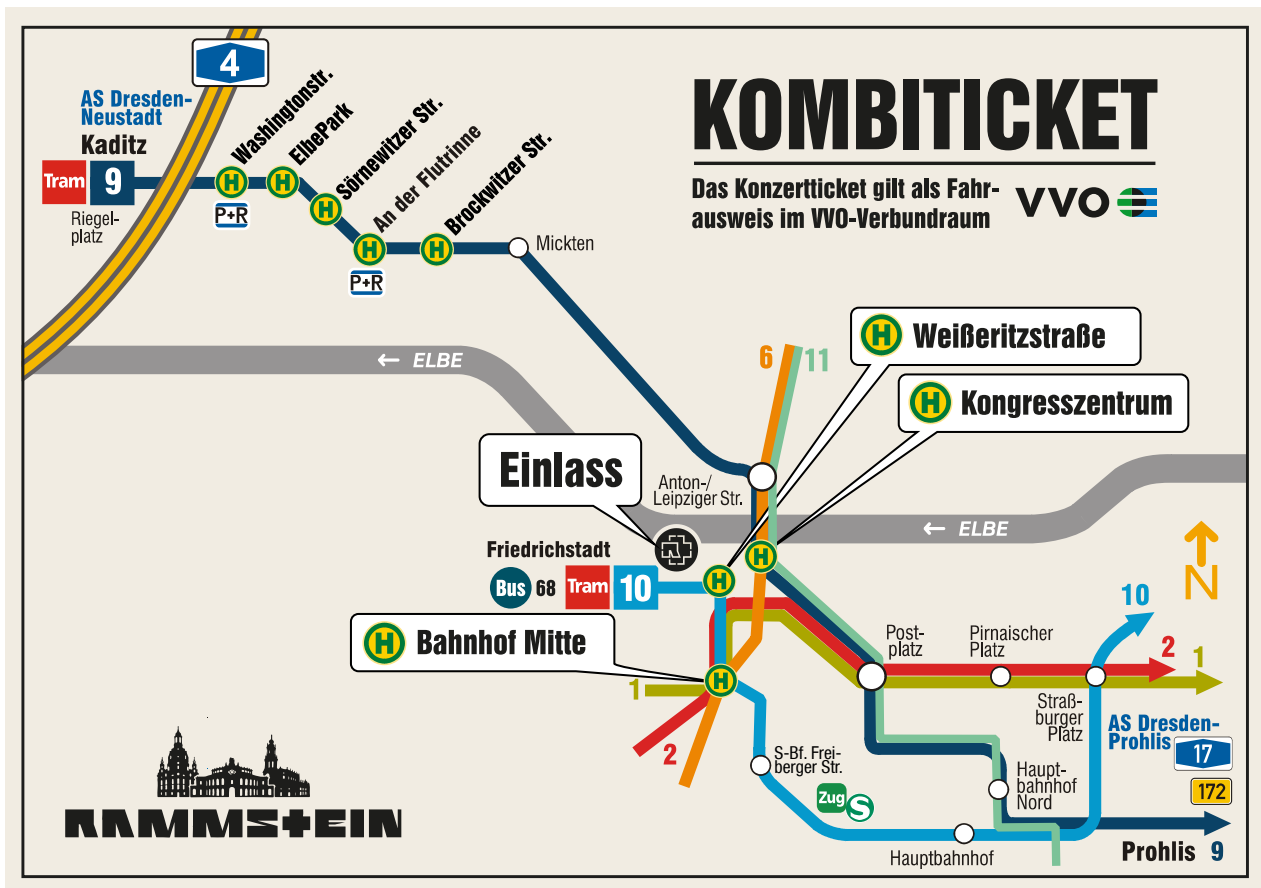 4
AS Dresden-
Neustadt
Kaditz
Tram 9
Riegel-
platz
Washingtonstr.
P+R
ElbePark
Sörnewitzer Str.
An der Flutrinne
P+R
Brockwitzer Str.
Mickten
KOMBITICKET
Das Konzertticket gilt als Fahr-
ausweis im VVO-Verbundraum
VVO
← ELBE
6
11
H Weißeritzstraße
H Kongresszentrum
Einlass
Anton-/
Leipziger Str.
← ELBE
N
Friedrichstadt
Bus 68 Tram 10
H Bahnhof Mitte
1
2
Post-
platz
Pirnaischer
Platz
10
2
1
Straß-
burger
Platz
AS Dresden-
Prohlis
17
172
S-Bf. Frei-
berger Str.
Zug S
Haupt-
bahnhof
Nord
Hauptbahnhof
Prohlis 9
RAMMSTEIN